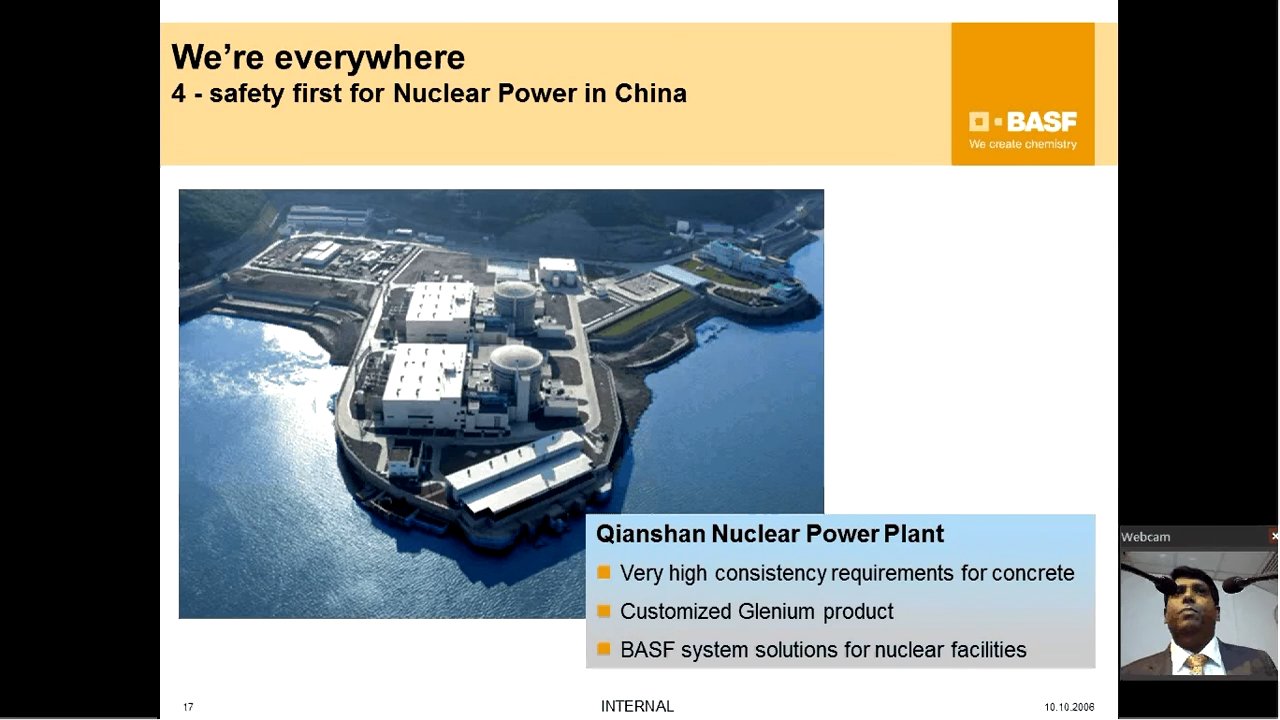 We're everywhere
4 - safety first for Nuclear Power in China
BASF
We create chemistry
Qianshan Nuclear Power Plant
Very high consistency requirements for concrete
Customized Glenium product
BASF system solutions for nuclear facilities
Webcam
17
INTERNAL
10.10.2006